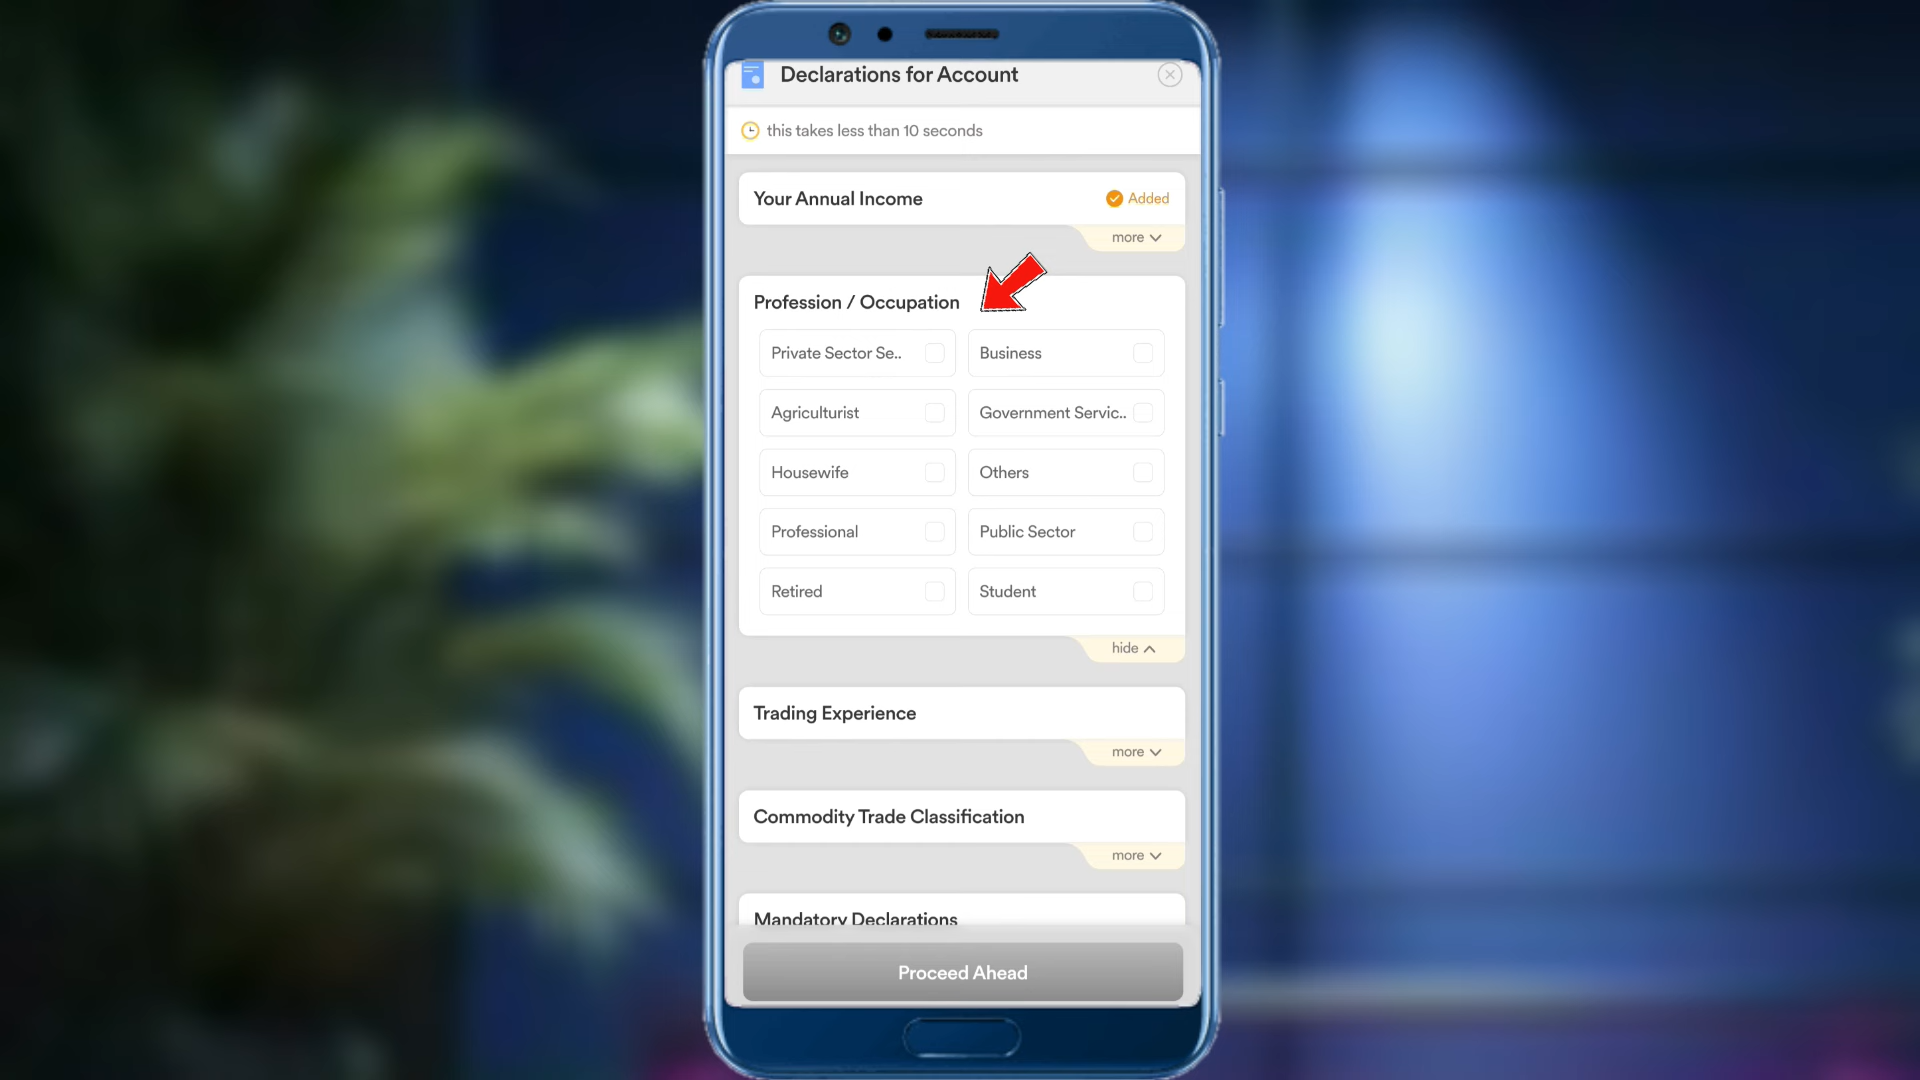 Declarations for Account
this takes less than 10 seconds
Your Annual Income
Added
more
Profession / Occupation
Private Sector Se..
Business
Agriculturist
Government Servic..
Housewife
Others
Professional
Public Sector
Retired
Student
hide
Trading Experience
more
Commodity Trade Classification
more
Mandatory Declarations
Proceed Ahead